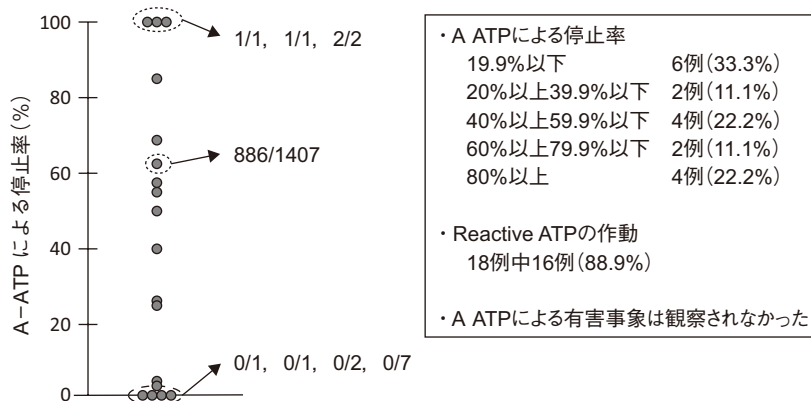 A−ATP による停止率(%)
100
80
60
40
20
0
1/1, 1/1, 2/2
886/1407
0/1, 0/1, 0/2, 0/7
・A ATPによる停止率
19.9%以下 6例(33.3%)
20%以上39.9%以下 2例(11.1%)
40%以上59.9%以下 4例(22.2%)
60%以上79.9%以下 2例(11.1%)
80%以上 4例(22.2%)
・Reactive ATPの作動
18例中16例(88.9%)
・A ATPによる有害事象は観察されなかった